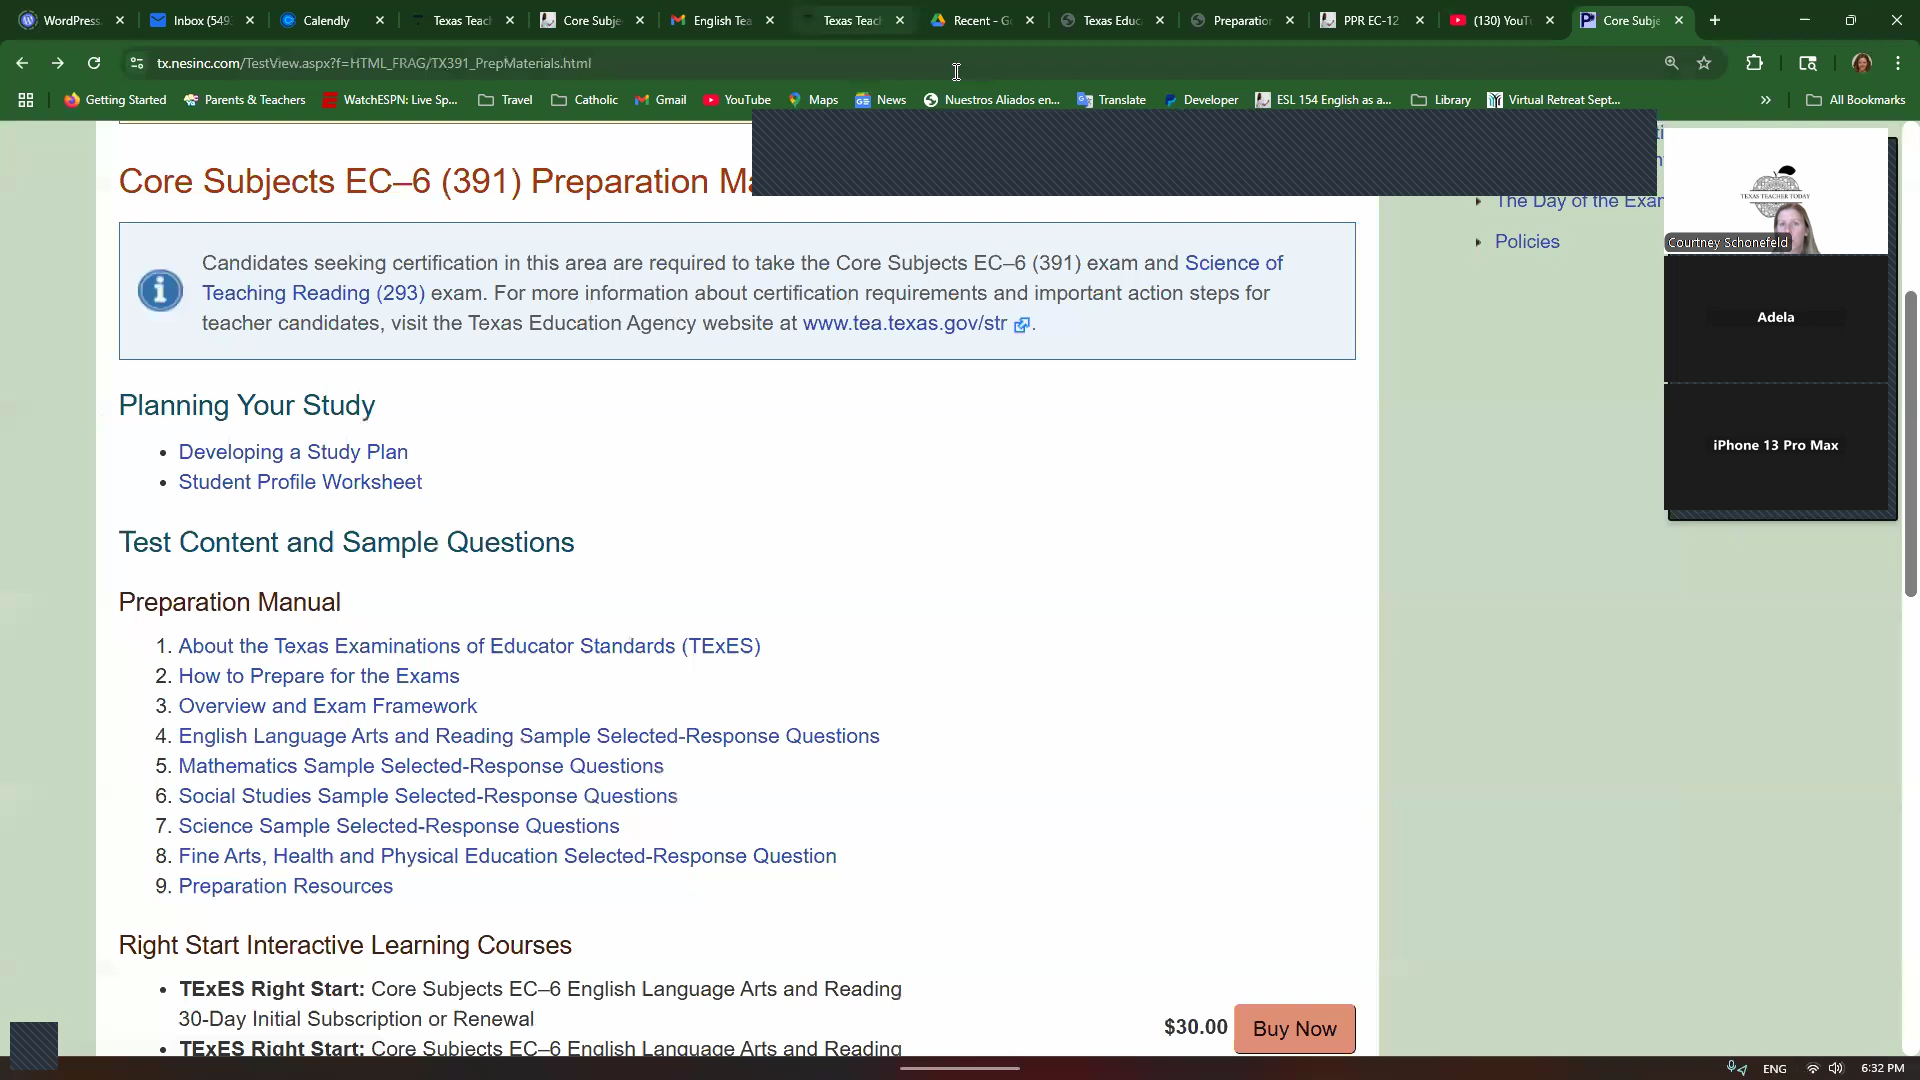 WordPress
Inbox (549
Calendly
Texas Teach
Core Subje
English Tea
Texas Teach
Recent - Go
Texas Educ
Preparation
PPR EC-12
(130) YouTu
Core Subje
tx.nesinc.com/TestView.aspx?f=HTML_FRAG/TX391_PrepMaterials.html
Getting Started
Parents & Teachers
WatchESPN: Live Sp...
Travel
Catholic
Gmail
YouTube
Maps
News
Nuestros Aliados en...
Translate
Developer
ESL 154 English as a...
Library
Virtual Retreat Sept...
All Bookmarks
Core Subjects EC–6 (391) Preparation Ma
The Day of the Exam
Policies
TEXAS TEACHER TODAY
Courtney Schonefeld
Adela
iPhone 13 Pro Max
Candidates seeking certification in this area are required to take the Core Subjects EC–6 (391) exam and Science of
Teaching Reading (293) exam. For more information about certification requirements and important action steps for
teacher candidates, visit the Texas Education Agency website at www.tea.texas.gov/str .
Planning Your Study
• Developing a Study Plan
• Student Profile Worksheet
Test Content and Sample Questions
Preparation Manual
1. About the Texas Examinations of Educator Standards (TExES)
2. How to Prepare for the Exams
3. Overview and Exam Framework
4. English Language Arts and Reading Sample Selected-Response Questions
5. Mathematics Sample Selected-Response Questions
6. Social Studies Sample Selected-Response Questions
7. Science Sample Selected-Response Questions
8. Fine Arts, Health and Physical Education Selected-Response Question
9. Preparation Resources
Right Start Interactive Learning Courses
• TExES Right Start: Core Subjects EC–6 English Language Arts and Reading
30-Day Initial Subscription or Renewal
$30.00 Buy Now
• TExES Right Start: Core Subjects EC–6 English Language Arts and Reading
ENG
6:32 PM